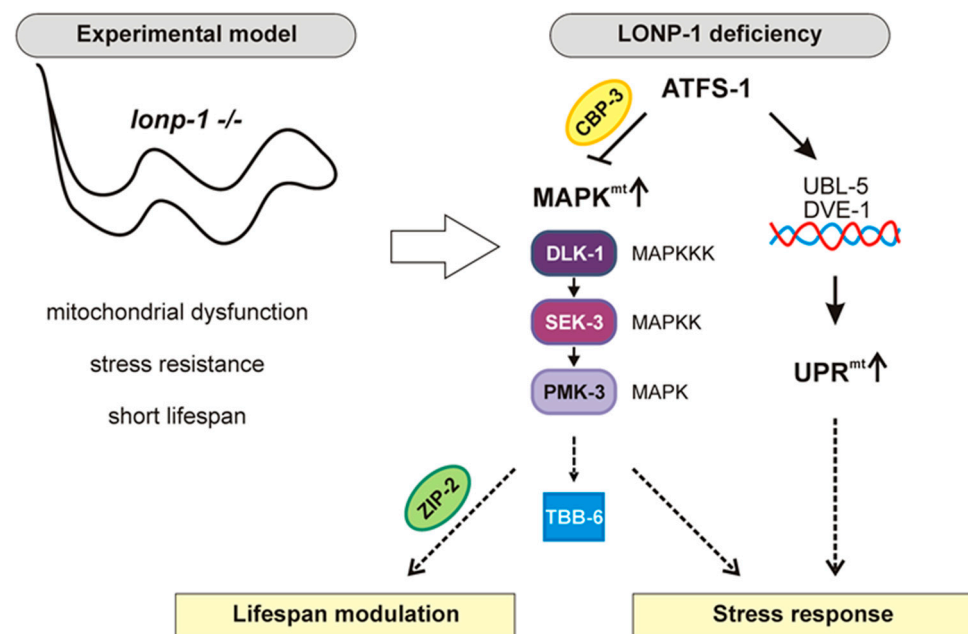 Experimental model
lonp-1 -/-
mitochondrial dysfunction
stress resistance
short lifespan
LONP-1 deficiency
ATFS-1
CBP-3
MAPKmt↑
UBL-5
DVE-1
DLK-1 MAPKKK
SEK-3 MAPKK
PMK-3 MAPK
UPRmt↑
ZIP-2
TBB-6
Lifespan modulation
Stress response